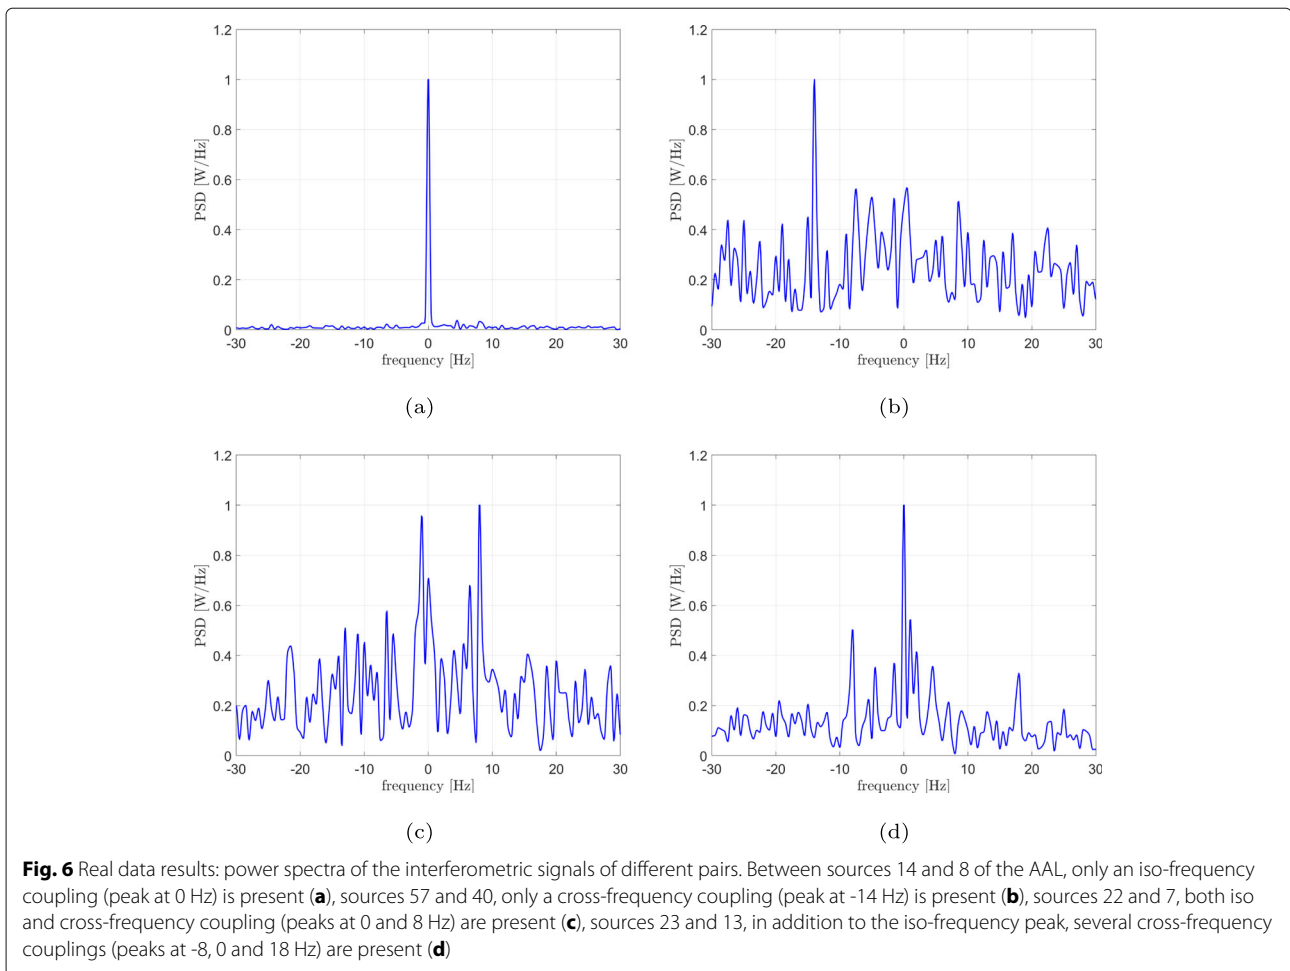 1.2
1
0.8
0.6
0.4
0.2
0
PSD [W/Hz]
-30 -20 -10 0 10 20 30
frequency [Hz]
(a)
1.2
1
0.8
0.6
0.4
0.2
0
PSD [W/Hz]
-30 -20 -10 0 10 20 30
frequency [Hz]
(b)
1.2
1
0.8
0.6
0.4
0.2
0
PSD [W/Hz]
-30 -20 -10 0 10 20 30
frequency [Hz]
(c)
1.2
1
0.8
0.6
0.4
0.2
0
PSD [W/Hz]
-30 -20 -10 0 10 20 30
frequency [Hz]
(d)
Fig. 6 Real data results: power spectra of the interferometric signals of different pairs. Between sources 14 and 8 of the AAL, only an iso-frequency
coupling (peak at 0 Hz) is present (a), sources 57 and 40, only a cross-frequency coupling (peak at -14 Hz) is present (b), sources 22 and 7, both iso
and cross-frequency coupling (peaks at 0 and 8 Hz) are present (c), sources 23 and 13, in addition to the iso-frequency peak, several cross-frequency
couplings (peaks at -8, 0 and 18 Hz) are present (d)